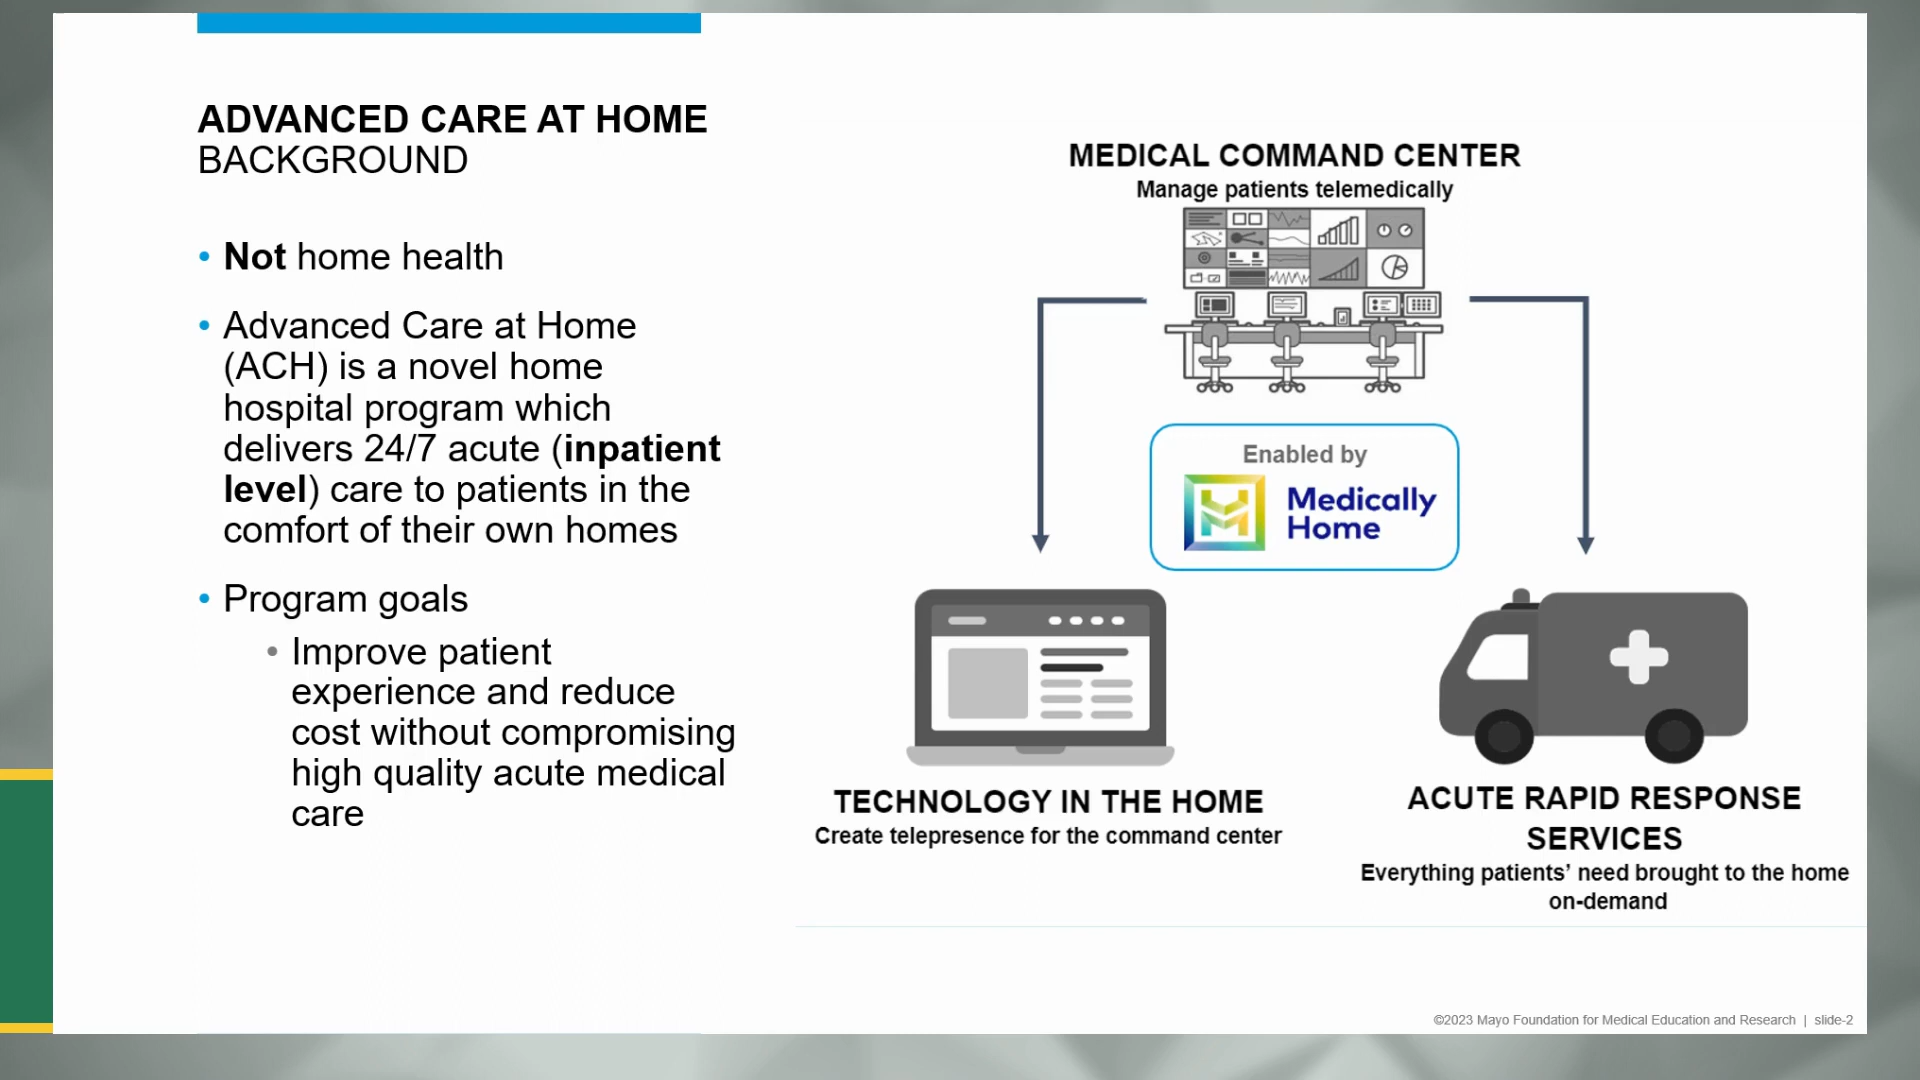 ADVANCED CARE AT HOME
BACKGROUND
• Not home health
• Advanced Care at Home
(ACH) is a novel home
hospital program which
delivers 24/7 acute (inpatient
level) care to patients in the
comfort of their own homes
• Program goals
• Improve patient
experience and reduce
cost without compromising
high quality acute medical
care
MEDICAL COMMAND CENTER
Manage patients telemedically
Enabled by
Medically
Home
TECHNOLOGY IN THE HOME
Create telepresence for the command center
ACUTE RAPID RESPONSE
SERVICES
Everything patients’ need brought to the home
on-demand
©2023 Mayo Foundation for Medical Education and Research | slide-2